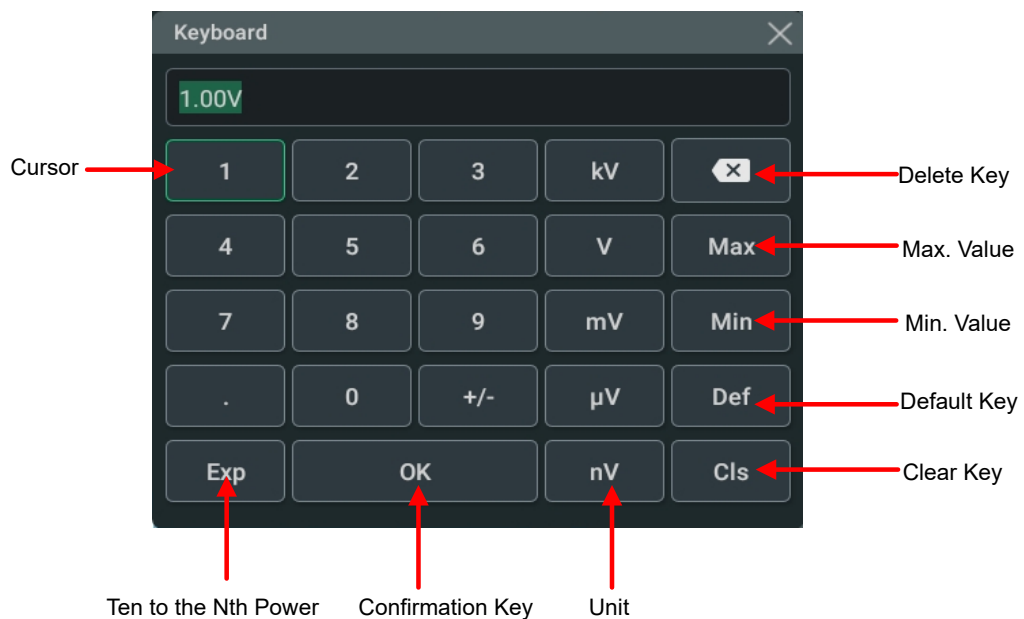 Keyboard
1.00V
Cursor
1 2 3 kV
Delete Key
4 5 6 V Max
Max. Value
7 8 9 mV Min
Min. Value
. 0 +/- µV Def
Default Key
Exp OK nV Cls
Clear Key
Ten to the Nth Power Confirmation Key Unit